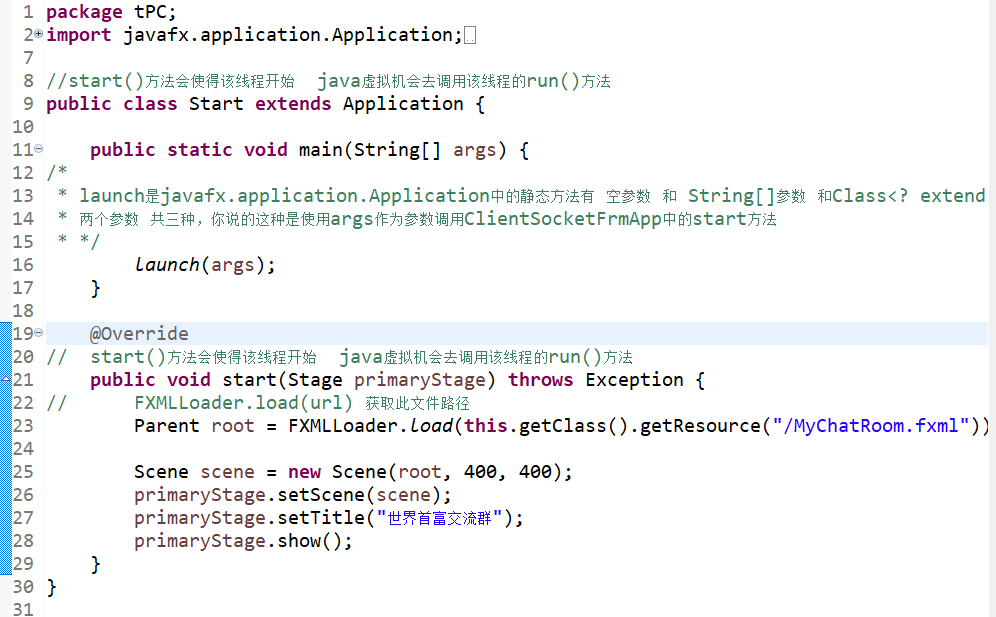 1 package tPC;
2 import javafx.application.Application;
7
8 //start()方法会使得该线程开始  java虚拟机会去调用该线程的run()方法
9 public class Start extends Application {
10
11     public static void main(String[] args) {
12 /*
13  * launch是javafx.application.Application中的静态方法有 空参数 和 String[]参数 和Class<? extend
14  * 两个参数 共三种，你说的这种是使用args作为参数调用ClientSocketFrmApp中的start方法
15  * */
16         launch(args);
17     }
18
19     @Override
20 //  start()方法会使得该线程开始  java虚拟机会去调用该线程的run()方法
21     public void start(Stage primaryStage) throws Exception {
22 //      FXMLLoader.load(url) 获取此文件路径
23         Parent root = FXMLLoader.load(this.getClass().getResource("/MyChatRoom.fxml"))
24
25         Scene scene = new Scene(root, 400, 400);
26         primaryStage.setScene(scene);
27         primaryStage.setTitle("世界首富交流群");
28         primaryStage.show();
29     }
30 }
31